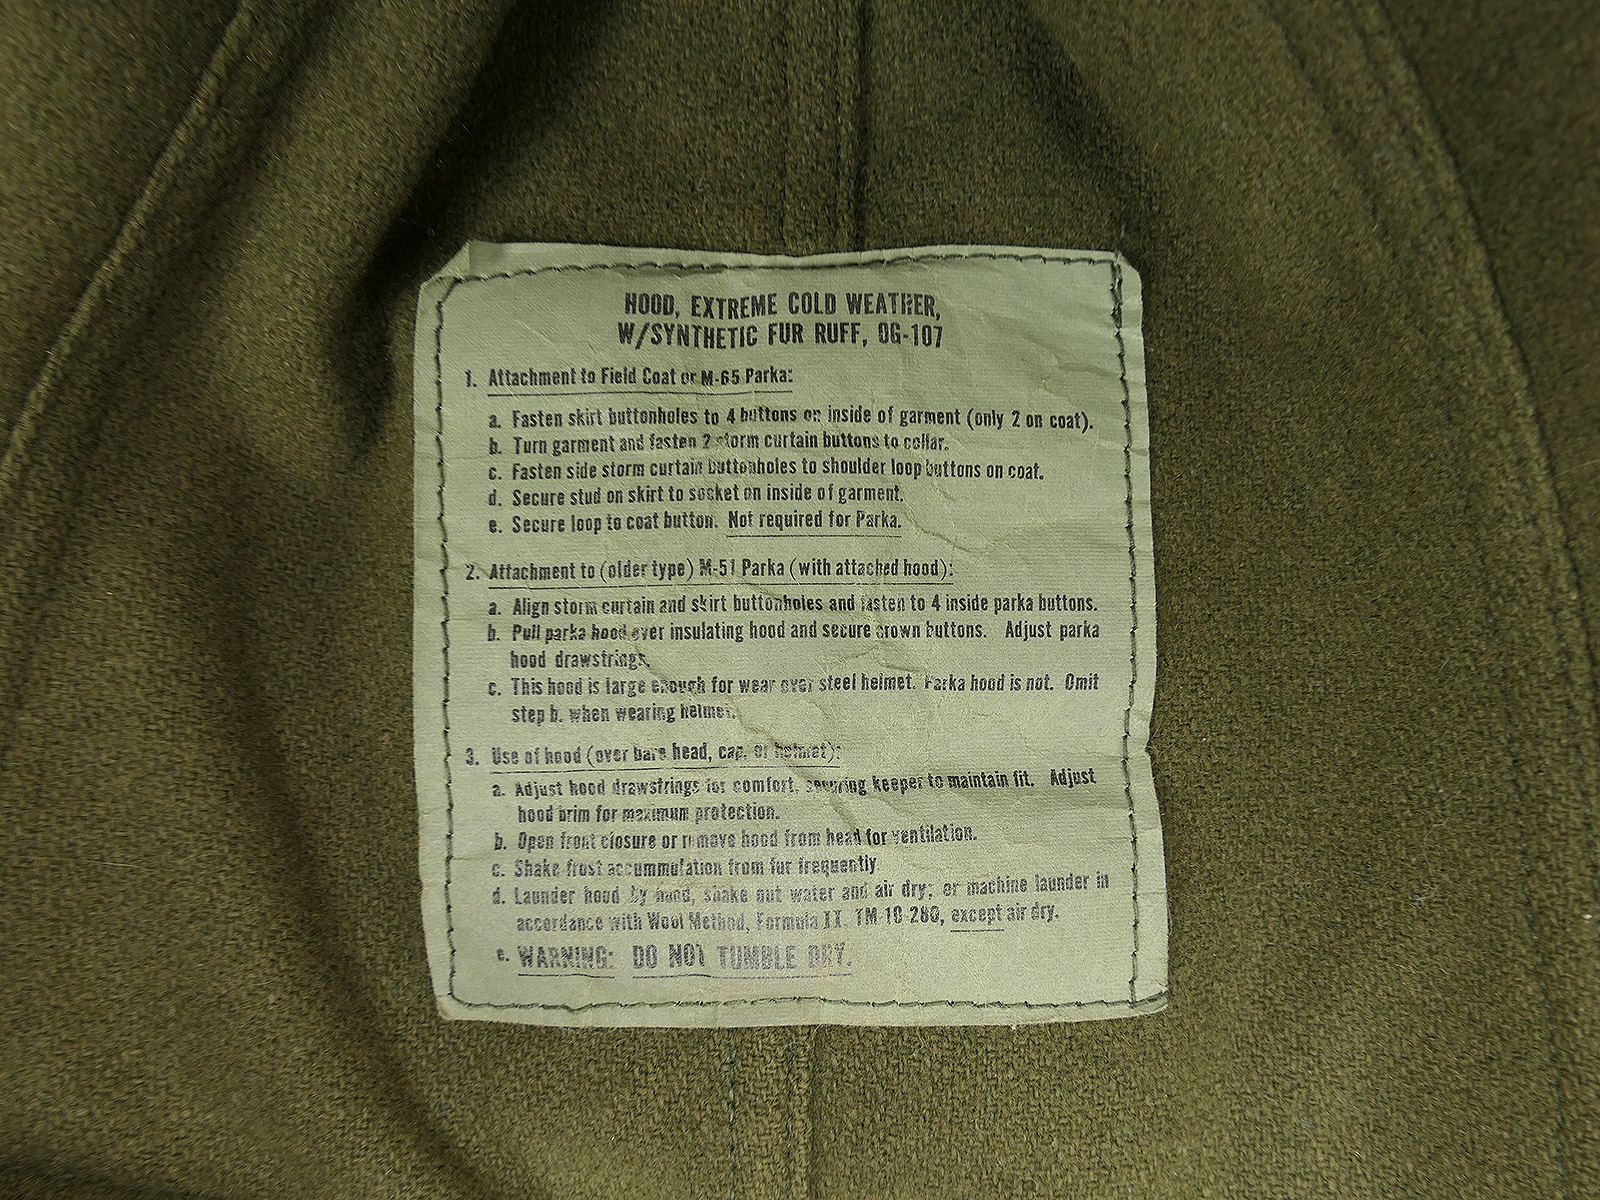 HOOD, EXTREME COLD WEATHER,
W/SYNTHETIC FUR RUFF, OG-107
1. Attachment to Field Coat or M-65 Parka:
a. Fasten skirt buttonholes to 4 buttons on inside of garment (only 2 on coat).
b. Turn garment and fasten 2 storm curtain buttons to collar.
c. Fasten side storm curtain buttonholes to shoulder loop buttons on coat.
d. Secure stud on skirt to socket on inside of garment.
e. Secure loop to coat button. Not required for Parka.
2. Attachment to (older type) M-51 Parka (with attached hood):
a. Align storm curtain and skirt buttonholes and fasten to 4 inside parka buttons.
b. Pull parka hood over insulating hood and secure crown buttons. Adjust parka
hood drawstrings.
c. This hood is large enough for wear over steel helmet. Parka hood is not. Omit
step b. when wearing helmet.
3. Use of hood (over bare head, cap, or helmet):
a. Adjust hood drawstrings for comfort, securing keeper to maintain fit. Adjust
hood brim for maximum protection.
b. Open front closure or remove hood from head for ventilation.
c. Shake frost accummulation from fur frequently.
d. Launder hood by hand, shake out water and air dry; or machine launder in
accordance with Wool Method, Formula II, TM 10-280, except air dry.
e. WARNING: DO NOT TUMBLE DRY.